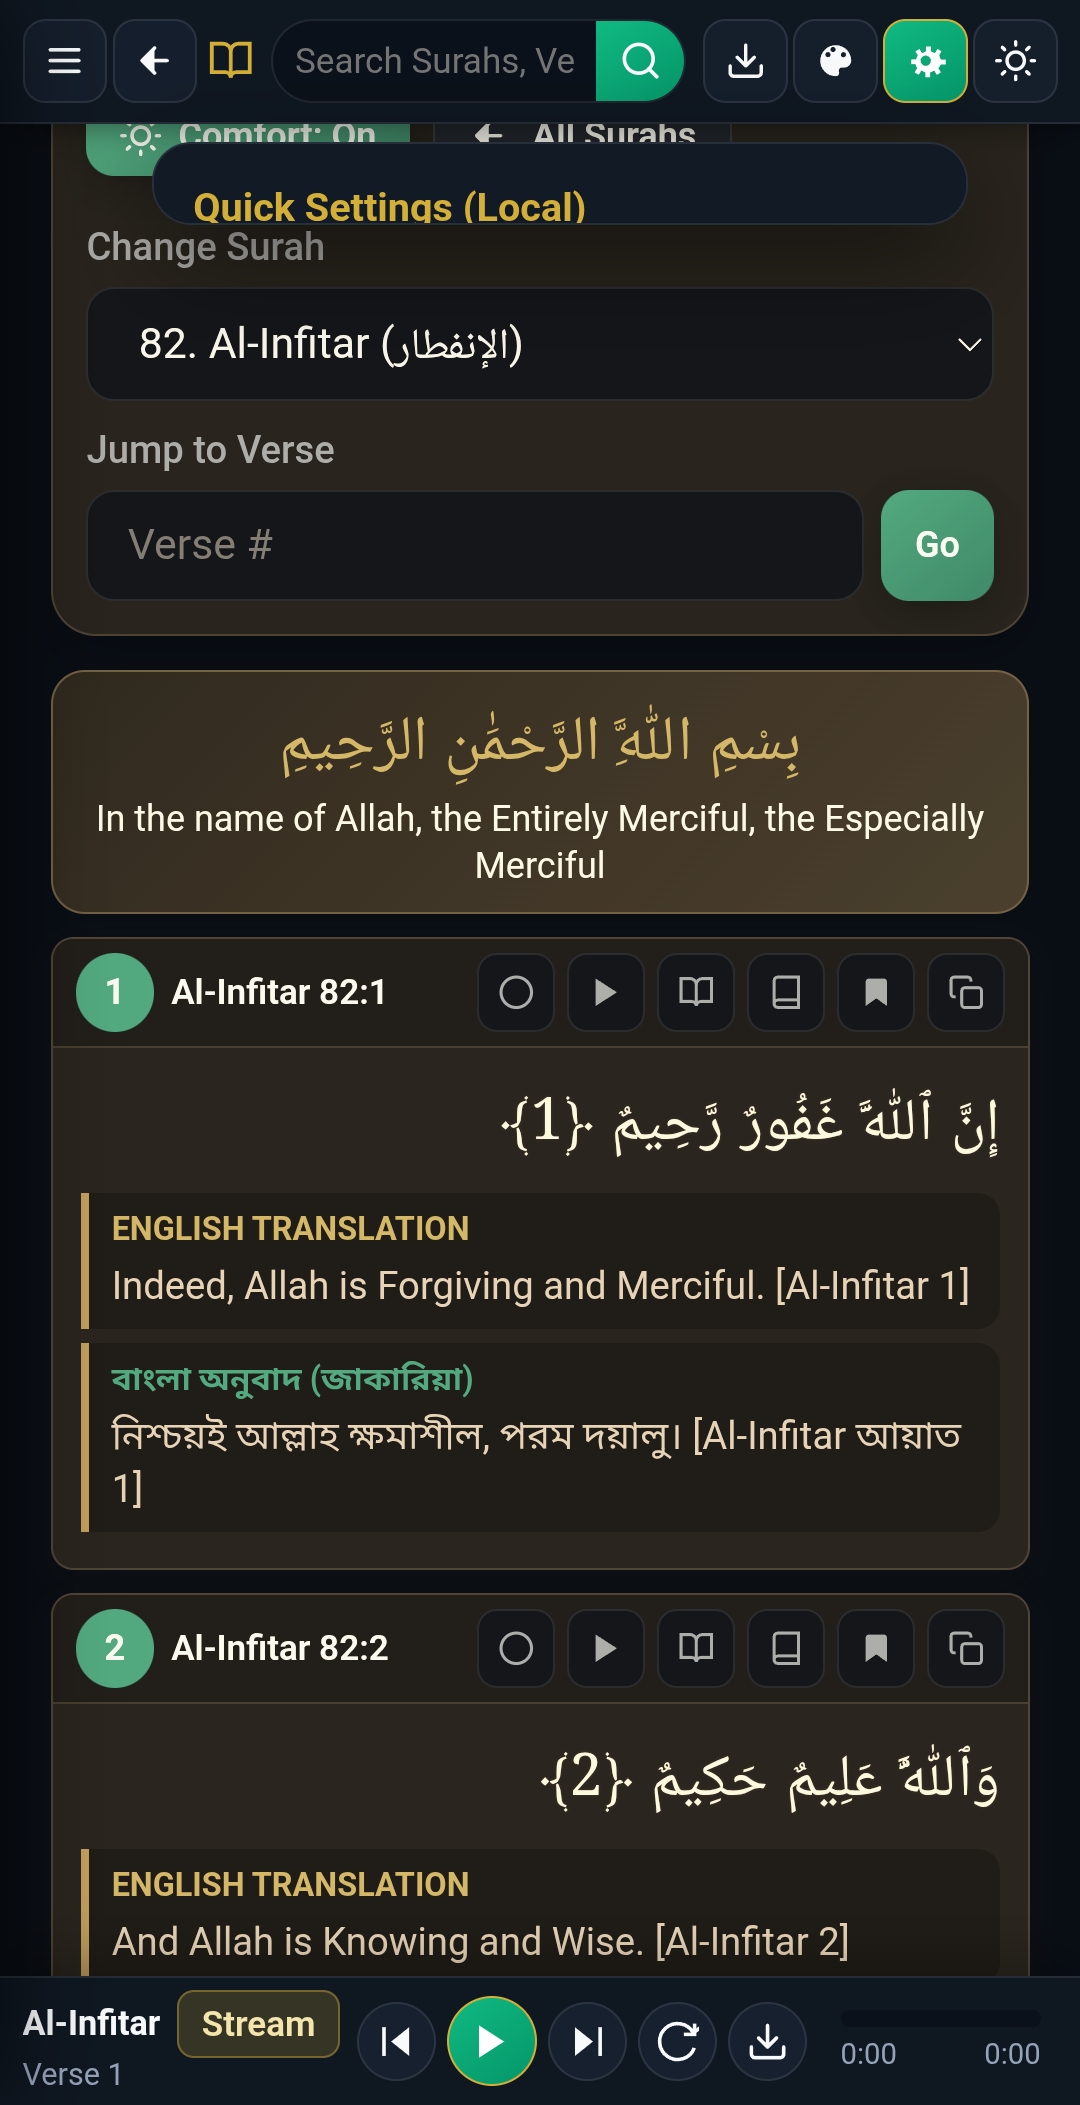 Search Surahs, Ve
Comfort: On
All Surahs
Quick Settings (Local)
Change Surah
82. Al-Infitar (الإنفطار)
Jump to Verse
Verse #
Go
بِسْمِ اللَّهِ الرَّحْمَٰنِ الرَّحِيمِ
In the name of Allah, the Entirely Merciful, the Especially
Merciful
1 Al-Infitar 82:1
إِنَّ ٱللَّهَ غَفُورٌ رَّحِيمٌ ﴿1﴾
ENGLISH TRANSLATION
Indeed, Allah is Forgiving and Merciful. [Al-Infitar 1]
বাংলা অনুবাদ (জাকারিয়া)
নিশ্চয়ই আল্লাহ ক্ষমাশীল, পরম দয়ালু। [Al-Infitar আয়াত
1]
2 Al-Infitar 82:2
وَٱللَّهُ عَلِيمٌ حَكِيمٌ ﴿2﴾
ENGLISH TRANSLATION
And Allah is Knowing and Wise. [Al-Infitar 2]
Al-Infitar
Stream
Verse 1
0:00
0:00